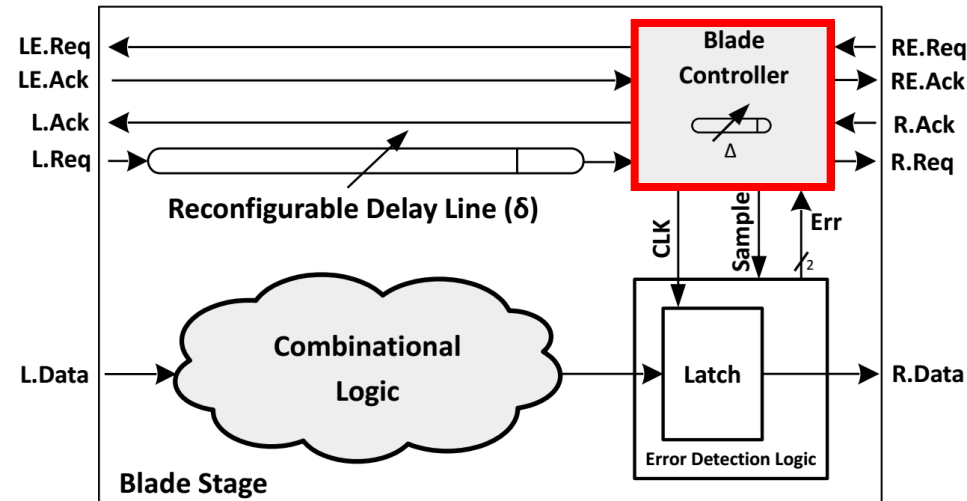 LE.Req
LE.Ack
L.Ack
L.Req
Reconfigurable Delay Line (δ)
Blade
Controller
Δ
RE.Req
RE.Ack
R.Ack
R.Req
CLK
Sample
Err
2
L.Data
Combinational
Logic
Latch
R.Data
Error Detection Logic
Blade Stage